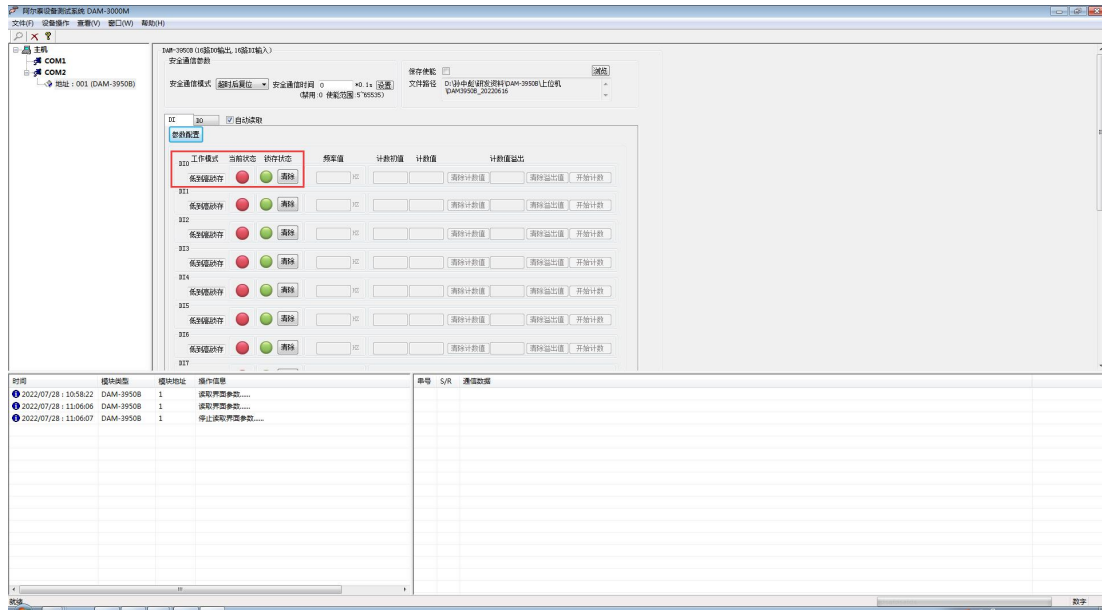 阿尔泰设备测试系统 DAM-3000M
文件(F) 设备操作 查看(V) 窗口(W) 帮助(H)
主机
COM1
COM2
地址：001 (DAM-3950B)
DAM-3950B(16路DO输出,16路DI输入)
安全通信参数
安全通信模式 超时后复位 安全通信时间 0 *0.1s 设置
(禁用:0 使能范围:5~65535)
保存使能 浏览
文件路径
\DAM3950B_20220616
DI DO 自动读取
参数配置
工作模式 当前状态 锁存状态 频率值 计数初值 计数值 计数值溢出
DI0
低到高锁存 清除 HZ 清除计数值 清除溢出值 开始计数
DI1
低到高锁存 清除 HZ 清除计数值 清除溢出值 开始计数
DI2
低到高锁存 清除 HZ 清除计数值 清除溢出值 开始计数
DI3
低到高锁存 清除 HZ 清除计数值 清除溢出值 开始计数
DI4
低到高锁存 清除 HZ 清除计数值 清除溢出值 开始计数
DI5
低到高锁存 清除 HZ 清除计数值 清除溢出值 开始计数
DI6
低到高锁存 清除 HZ 清除计数值 清除溢出值 开始计数
DI7
时间 模块类型 模块地址 操作信息
2022/07/28 : 10:58:22 DAM-3950B 1 读取界面参数......
2022/07/28 : 11:06:06 DAM-3950B 1 读取界面参数......
2022/07/28 : 11:06:07 DAM-3950B 1 停止读取界面参数......
串号 S/R 通信数据
就绪 数字